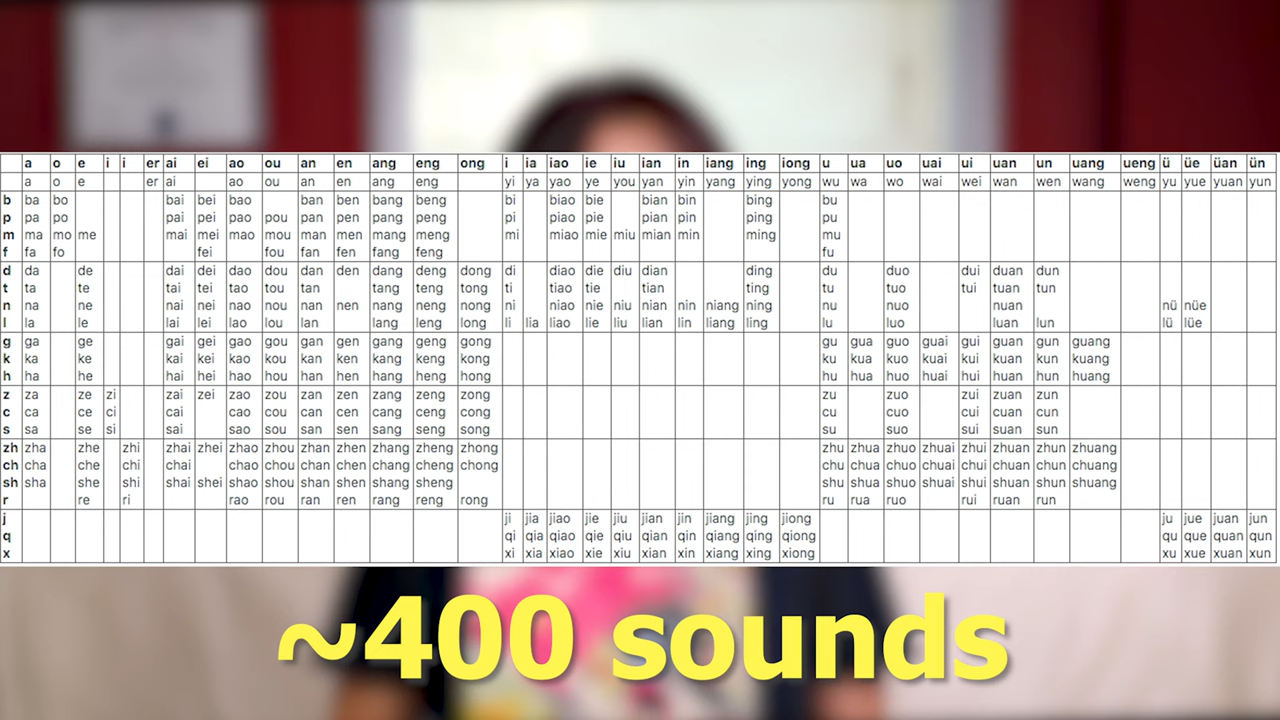 a o e i i er ai ei ao ou an en ang eng ong i ia iao ie iu ian in iang ing iong u ua uo uai ui uan un uang ueng ü üe üan ün
a o e er ai ao ou an en ang eng yi ya yao ye you yan yin yang ying yong wu wa wo wai wei wan wen wang weng yu yue yuan yun
b ba bo bai bei bao ban ben bang beng bi biao bie bian bin bing bu
p pa po pai pei pao pou pan pen pang peng pi piao pie pian pin ping pu
m ma mo me mai mei mao mou man men mang meng mi miao mie miu mian min ming mu
f fa fo fei fou fan fen fang feng fu
d da de dai dei dao dou dan den dang deng dong di diao die diu dian ding du duo dui duan dun
t ta te tai tei tao tou tan tang teng tong ti tiao tie tian ting tu tuo tui tuan tun
n na ne nai nei nao nou nan nen nang neng nong ni niao nie niu nian nin niang ning nu nuo nuan nü nüe
l la le lai lei lao lou lan lang leng long li lia liao lie liu lian lin liang ling lu luo luan lun lü lüe
g ga ge gai gei gao gou gan gen gang geng gong gu gua guo guai gui guan gun guang
k ka ke kai kei kao kou kan ken kang keng kong ku kua kuo kuai kui kuan kun kuang
h ha he hai hei hao hou han hen hang heng hong hu hua huo huai hui huan hun huang
z za ze zi zai zei zao zou zan zen zang zeng zong zu zuo zui zuan zun
c ca ce ci cai cao cou can cen cang ceng cong cu cuo cui cuan cun
s sa se si sai sao sou san sen sang seng song su suo sui suan sun
zh zha zhe zhi zhai zhei zhao zhou zhan zhen zhang zheng zhong zhu zhua zhuo zhuai zhui zhuan zhun zhuang
ch cha che chi chai chao chou chan chen chang cheng chong chu chua chuo chuai chui chuan chun chuang
sh sha she shi shai shei shao shou shan shen shang sheng shu shua shuo shuai shui shuan shun shuang
r re ri rao rou ran ren rang reng rong ru rua ruo rui ruan run
j ji jia jiao jie jiu jian jin jiang jing jiong ju jue juan jun
q qi qia qiao qie qiu qian qin qiang qing qiong qu que quan qun
x xi xia xiao xie xiu xian xin xiang xing xiong xu xue xuan xun
~400 sounds